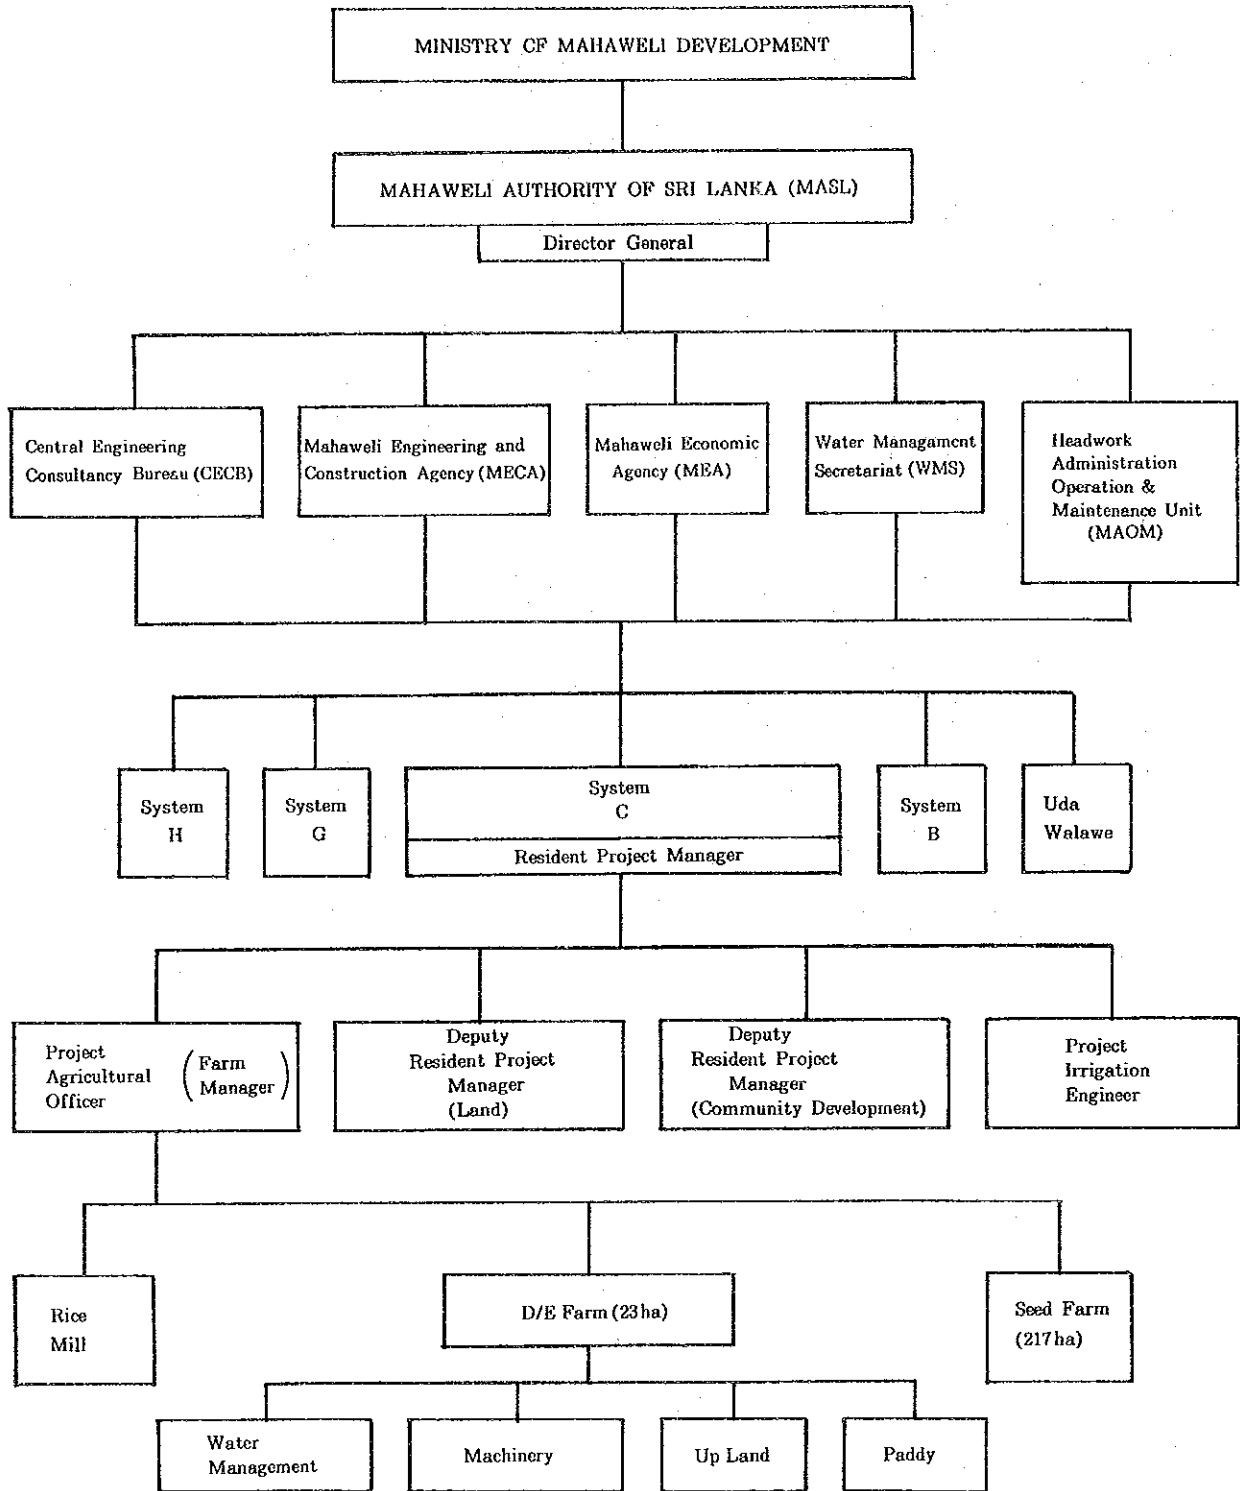 MINISTRY OF MAHAWELI DEVELOPMENT
MAHAWELI AUTHORITY OF SRI LANKA (MASL)
Director General
Central Engineering
Consultancy Bureau (CECB)
Mahaweli Engineering and
Construction Agency (MECA)
Mahaweli Economic
Agency (MEA)
Water Managament
Secretariat (WMS)
Headwork
Administration
Operation &
Maintenance Unit
(MAOM)
System
H
System
G
System
C
Resident Project Manager
System
B
Uda
Walawe
Project
Agricultural
Officer
(Farm
Manager)
Deputy
Resident Project
Manager
(Land)
Deputy
Resident Project
Manager
(Community Development)
Project
Irrigation
Engineer
Rice
Mill
D/E Farm (23ha)
Seed Farm
(217ha)
Water
Management
Machinery
Up Land
Paddy